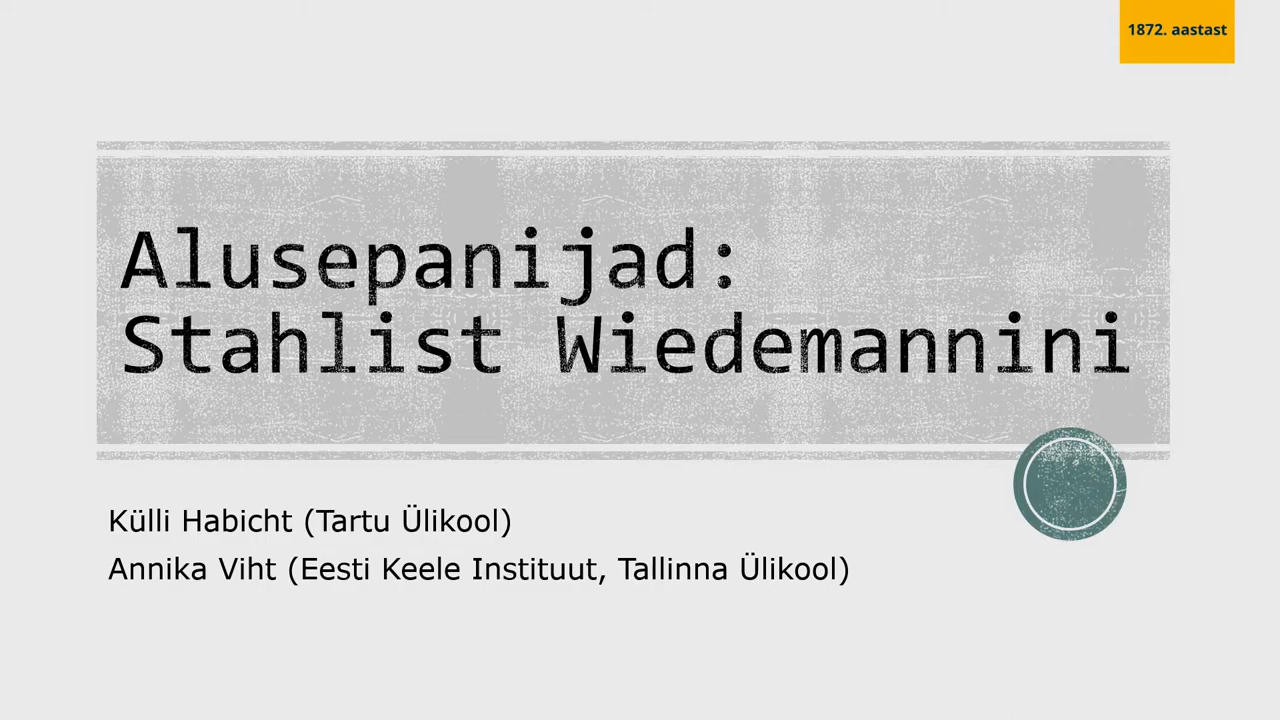 1872. aastast
Alusepanijad:
Stahlist Wiedemannini
Külli Habicht (Tartu Ülikool)
Annika Viht (Eesti Keele Instituut, Tallinna Ülikool)